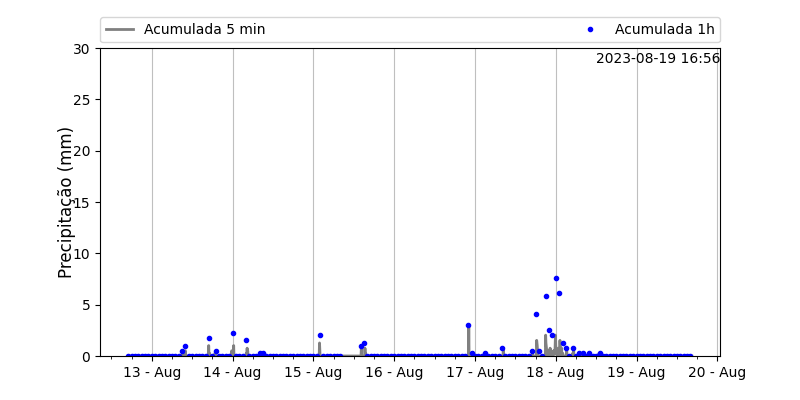 Acumulada 5 min
Acumulada 1h
2023-08-19 16:56
Precipitação (mm)
30
25
20
15
10
5
0
13 - Aug 14 - Aug 15 - Aug 16 - Aug 17 - Aug 18 - Aug 19 - Aug 20 - Aug